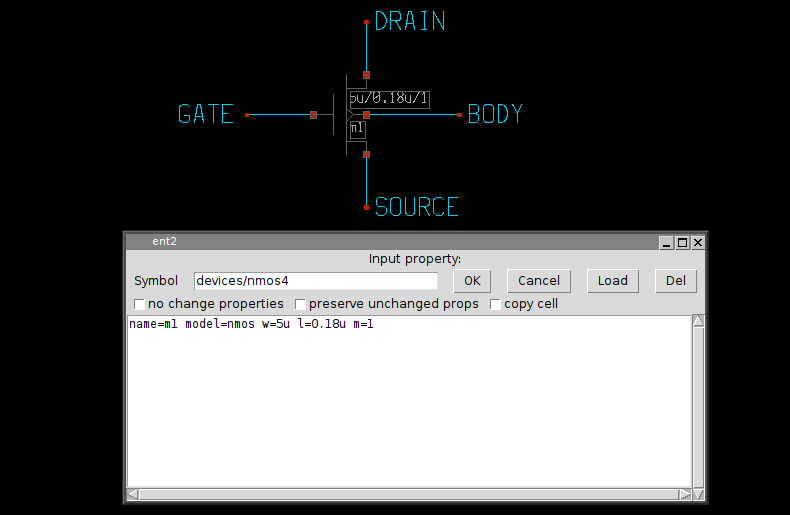 DRAIN
5u/0.18u/1
GATE
BODY
m1
SOURCE
ent2
Input property:
Symbol devices/nmos4 OK Cancel Load Del
no change properties preserve unchanged props copy cell
name=m1 model=nmos w=5u l=0.18u m=1